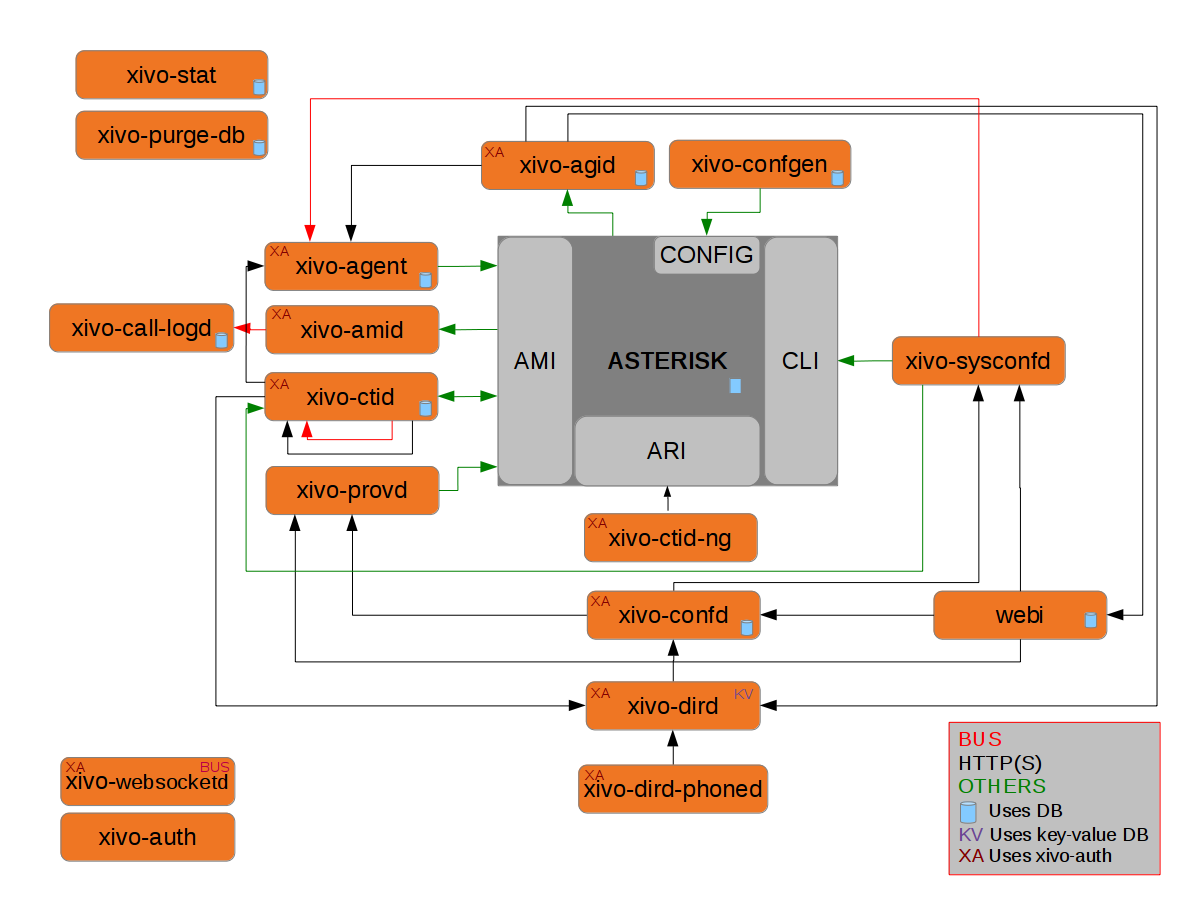 xivo-stat
xivo-purge-db
XA
xivo-agid
xivo-confgen
XA
xivo-agent
CONFIG
xivo-call-logd
XA
xivo-amid
AMI
ASTERISK
CLI
xivo-sysconfd
XA
xivo-ctid
ARI
xivo-provd
XA
xivo-ctid-ng
XA
xivo-confd
webi
XA
KV
xivo-dird
XA
xivo-dird-phoned
XA
BUS
xivo-websocketd
xivo-auth
BUS
HTTP(S)
OTHERS
Uses DB
KV Uses key-value DB
XA Uses xivo-auth